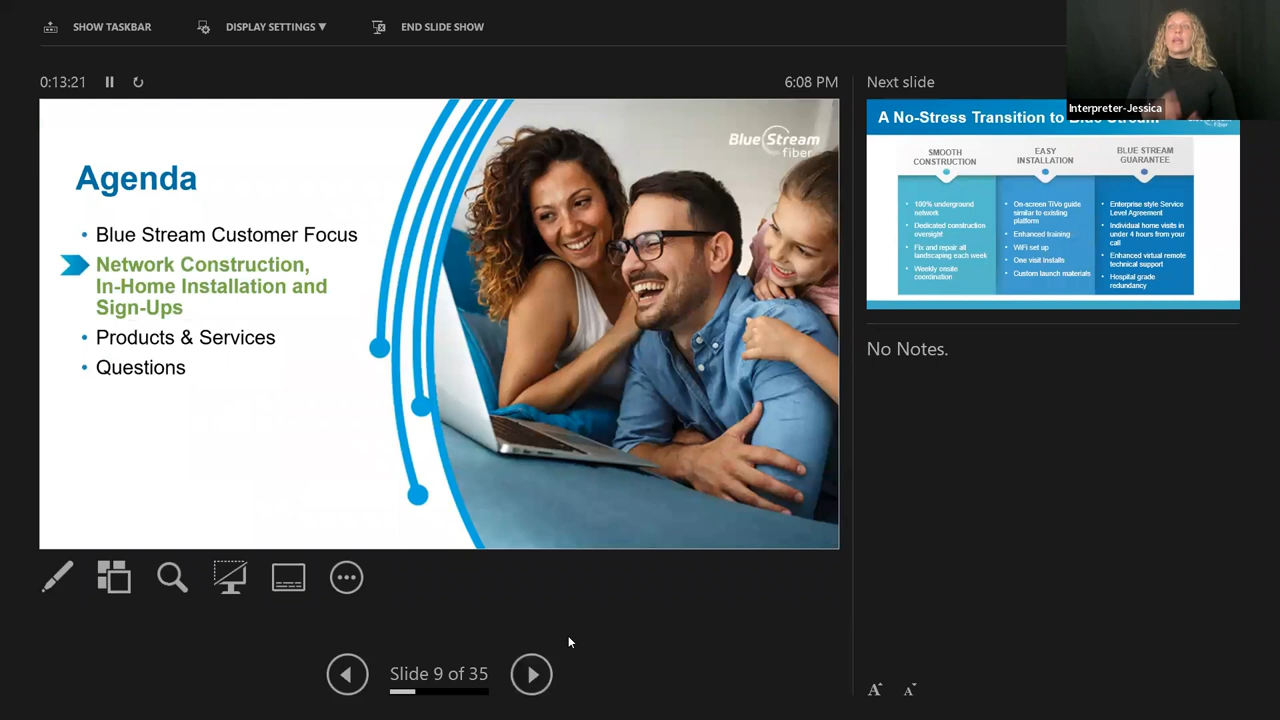 SHOW TASKBAR
DISPLAY SETTINGS ▼
END SLIDE SHOW
0:13:21
6:08 PM
Next slide
Interpreter-Jessica
Blue Stream
fiber
Agenda
• Blue Stream Customer Focus
Network Construction,
In-Home Installation and
Sign-Ups
• Products & Services
• Questions
A No-Stress Transition to Blue Stream
fiber
SMOOTH
CONSTRUCTION
• 100% underground
network
• Dedicated construction
oversight
• Fix and repair all
landscaping each week
• Weekly onsite
coordination
EASY
INSTALLATION
• On-screen TiVo guide
similar to existing
platform
• Enhanced training
• WiFi set up
• One visit installs
• Custom launch materials
BLUE STREAM
GUARANTEE
• Enterprise style Service
Level Agreement
• Individual home visits in
under 4 hours from your
call
• Enhanced virtual remote
technical support
• Hospital grade
redundancy
No Notes.
Slide 9 of 35
A
A